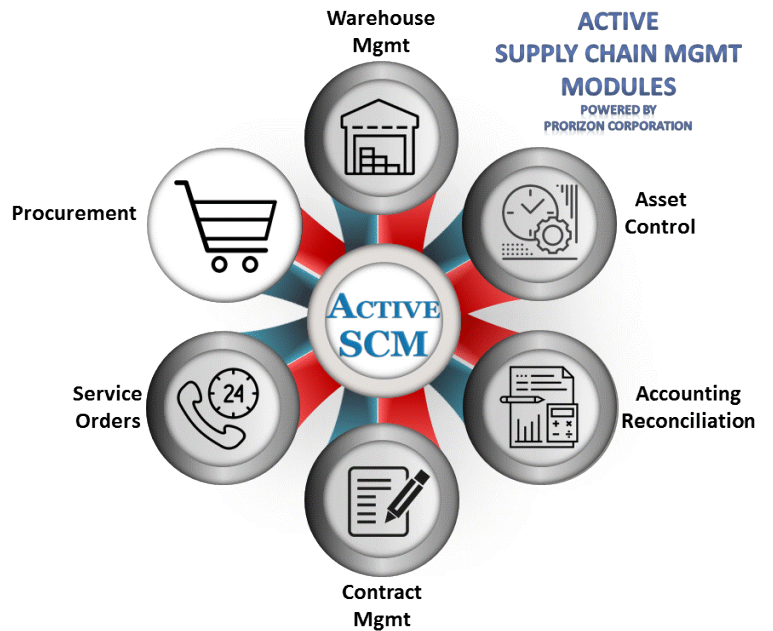 Warehouse
Mgmt
ACTIVE
SUPPLY CHAIN MGMT
MODULES
POWERED BY
PRORIZON CORPORATION
Procurement
Asset
Control
ACTIVE
SCM
Service
Orders
24
Accounting
Reconciliation
Contract
Mgmt